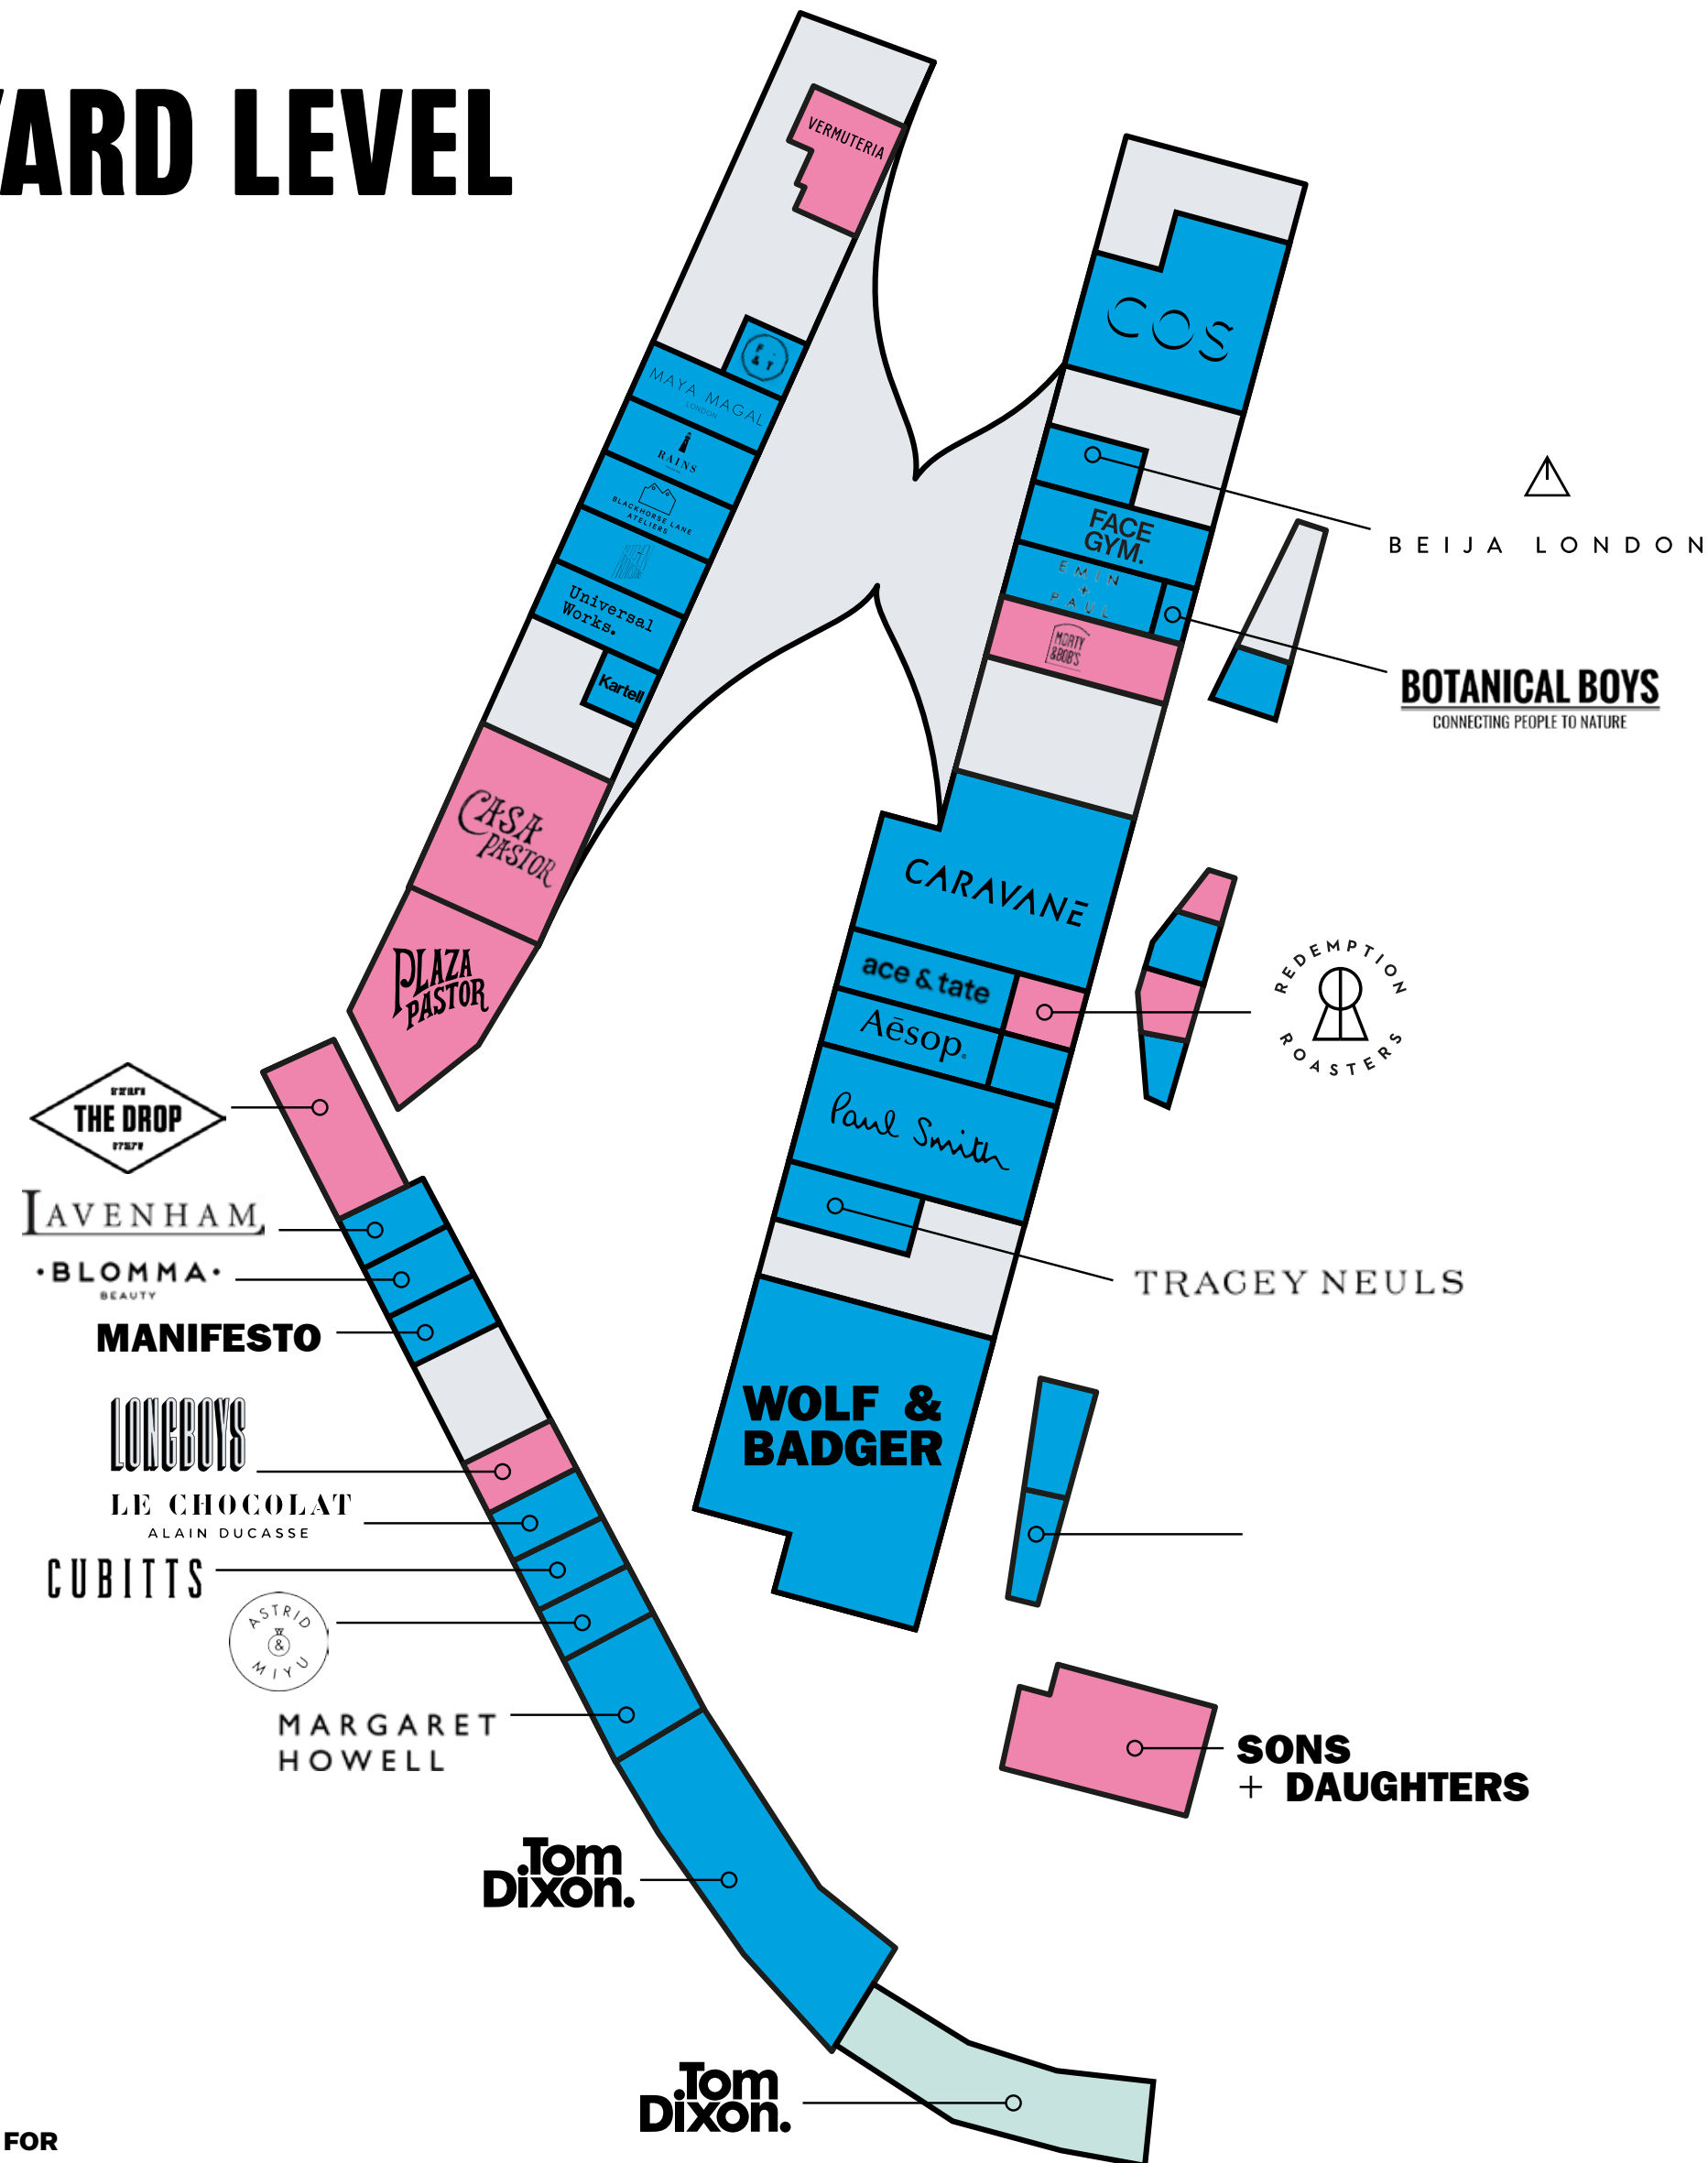 YARD LEVEL
VERMUTERIA
COS
F.
& T
MAYA MAGAL
LONDON
RAINS
BLACKHORSE LANE
ATELIERS
Universal
Works.
Kartell
CASA
PASTOR
PLAZA
PASTOR
BEIJA LONDON
FACE
GYM.
EMIN
+
PAUL
MORTY
&BOB'S
BOTANICAL BOYS
CONNECTING PEOPLE TO NATURE
CARAVANE
ace & tate
REDEMPTION
ROASTERS
Aēsop.
Paul Smith
TRACEY NEULS
WOLF &
BADGER
THE DROP
LAVENHAM
·BLOMMA·
BEAUTY
MANIFESTO
LONGBOYS
LE CHOCOLAT
ALAIN DUCASSE
CUBITTS
ASTRID
&
MIYU
MARGARET
HOWELL
SONS
+ DAUGHTERS
Tom
Dixon.
Tom
Dixon.
FOR